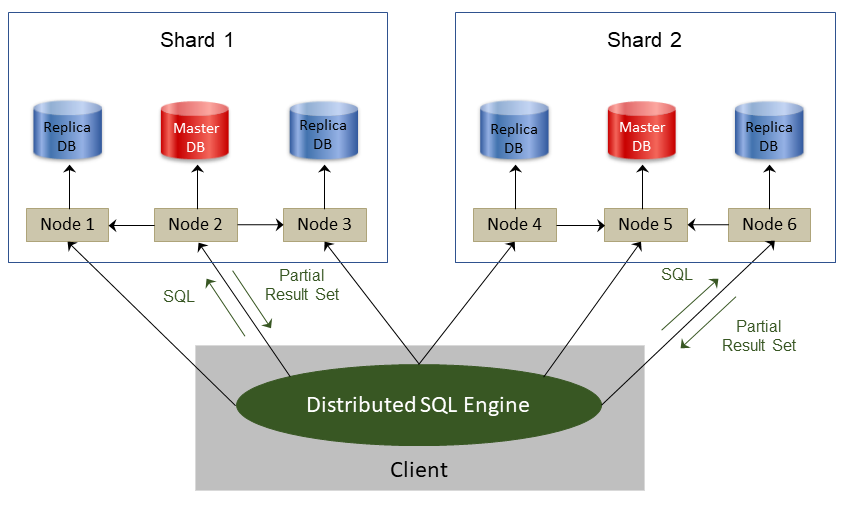 Shard 1
Shard 2
Replica
DB
Master
DB
Replica
DB
Replica
DB
Master
DB
Replica
DB
Node 1
Node 2
Node 3
Node 4
Node 5
Node 6
SQL
Partial
Result Set
SQL
Partial
Result Set
Distributed SQL Engine
Client